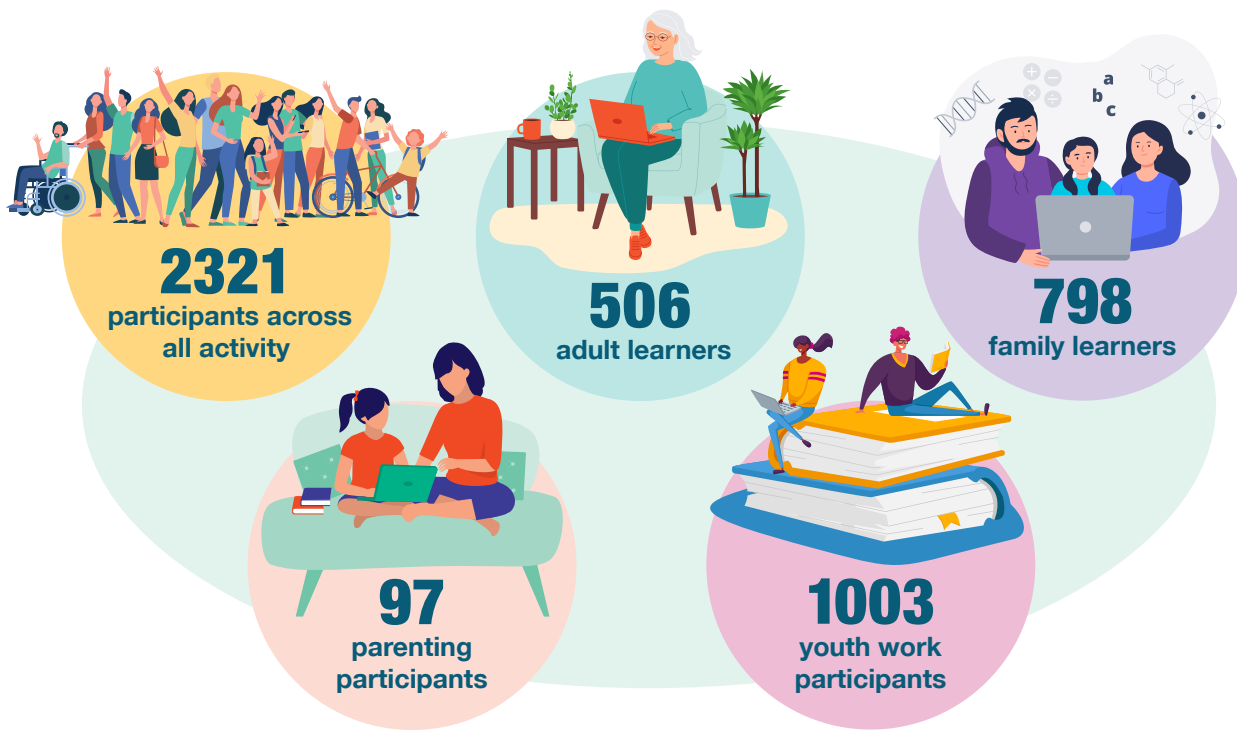 2321
participants across
all activity
506
adult learners
a
b
c
798
family learners
97
parenting
participants
1003
youth work
participants